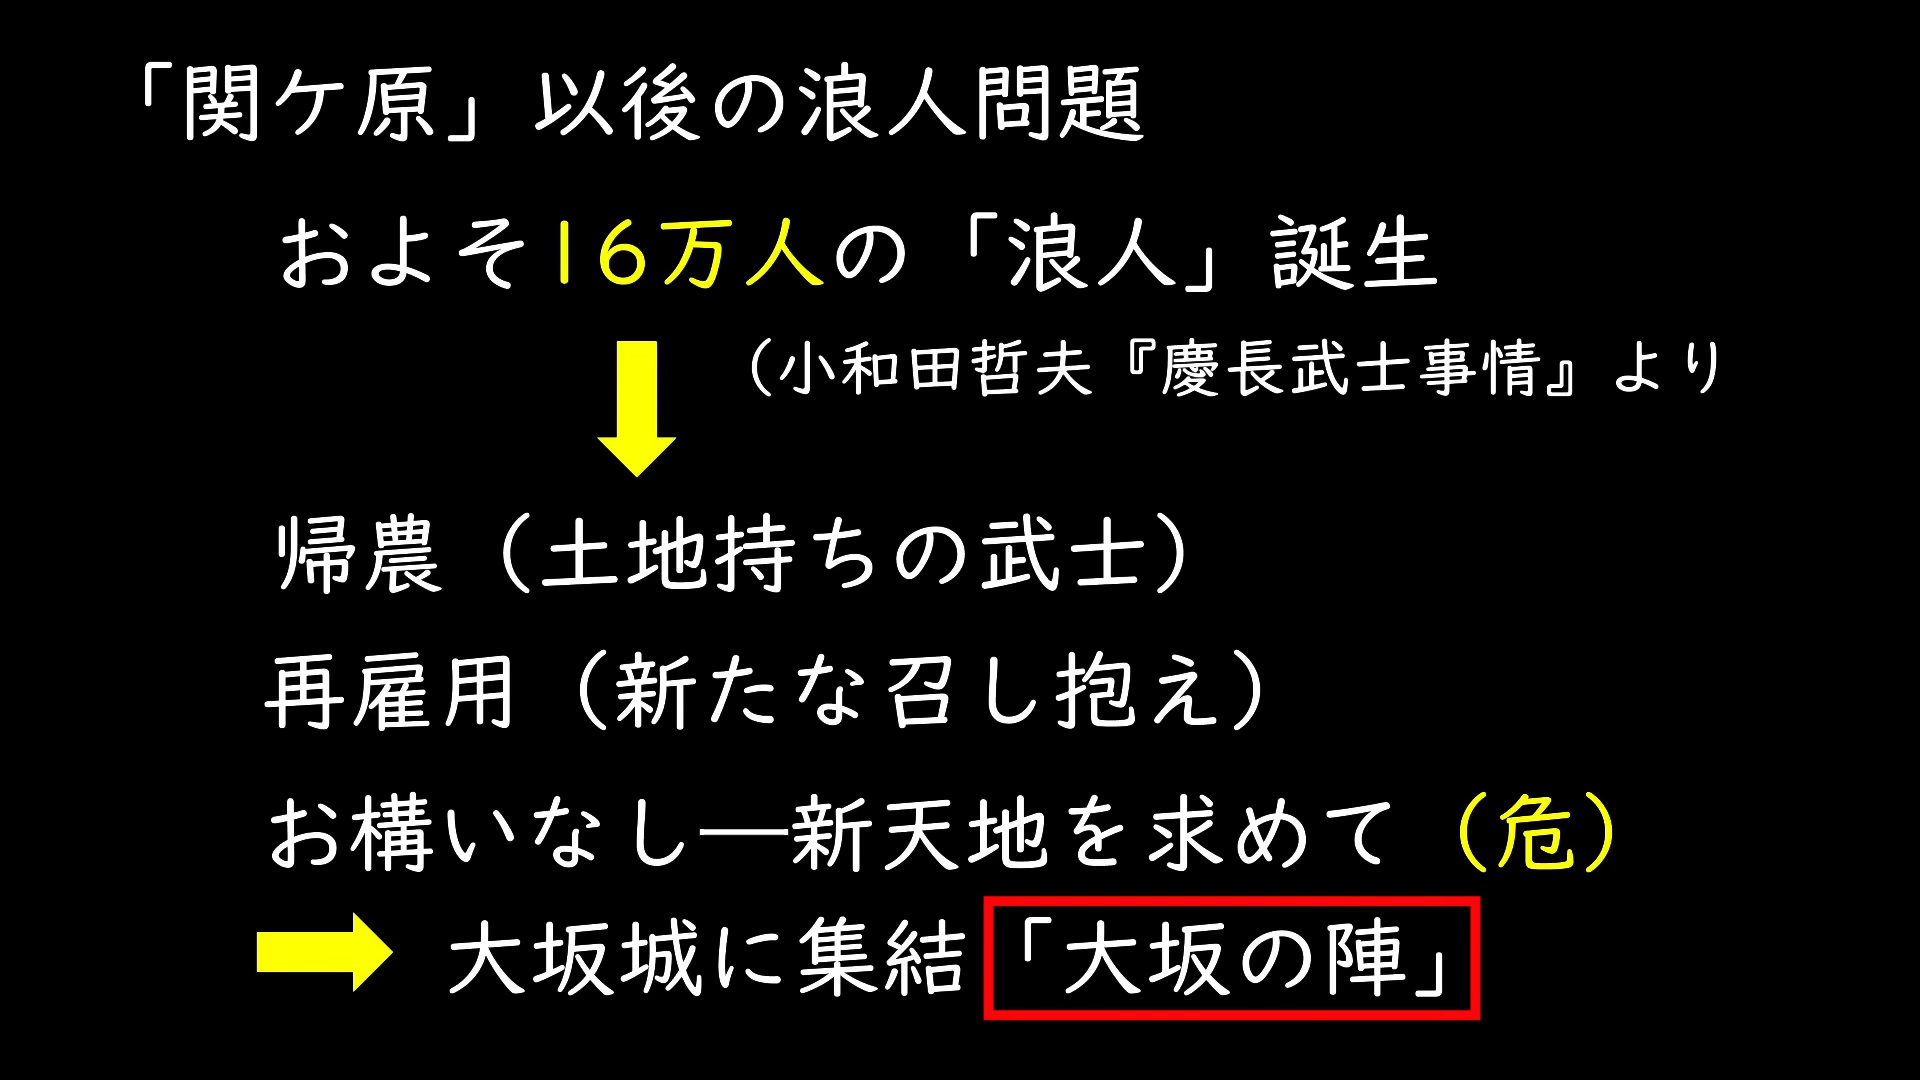 「関ケ原」以後の浪人問題
およそ16万人の「浪人」誕生
（小和田哲夫『慶長武士事情』より
帰農（土地持ちの武士）
再雇用（新たな召し抱え）
お構いなし―新天地を求めて（危）
大坂城に集結「大坂の陣」